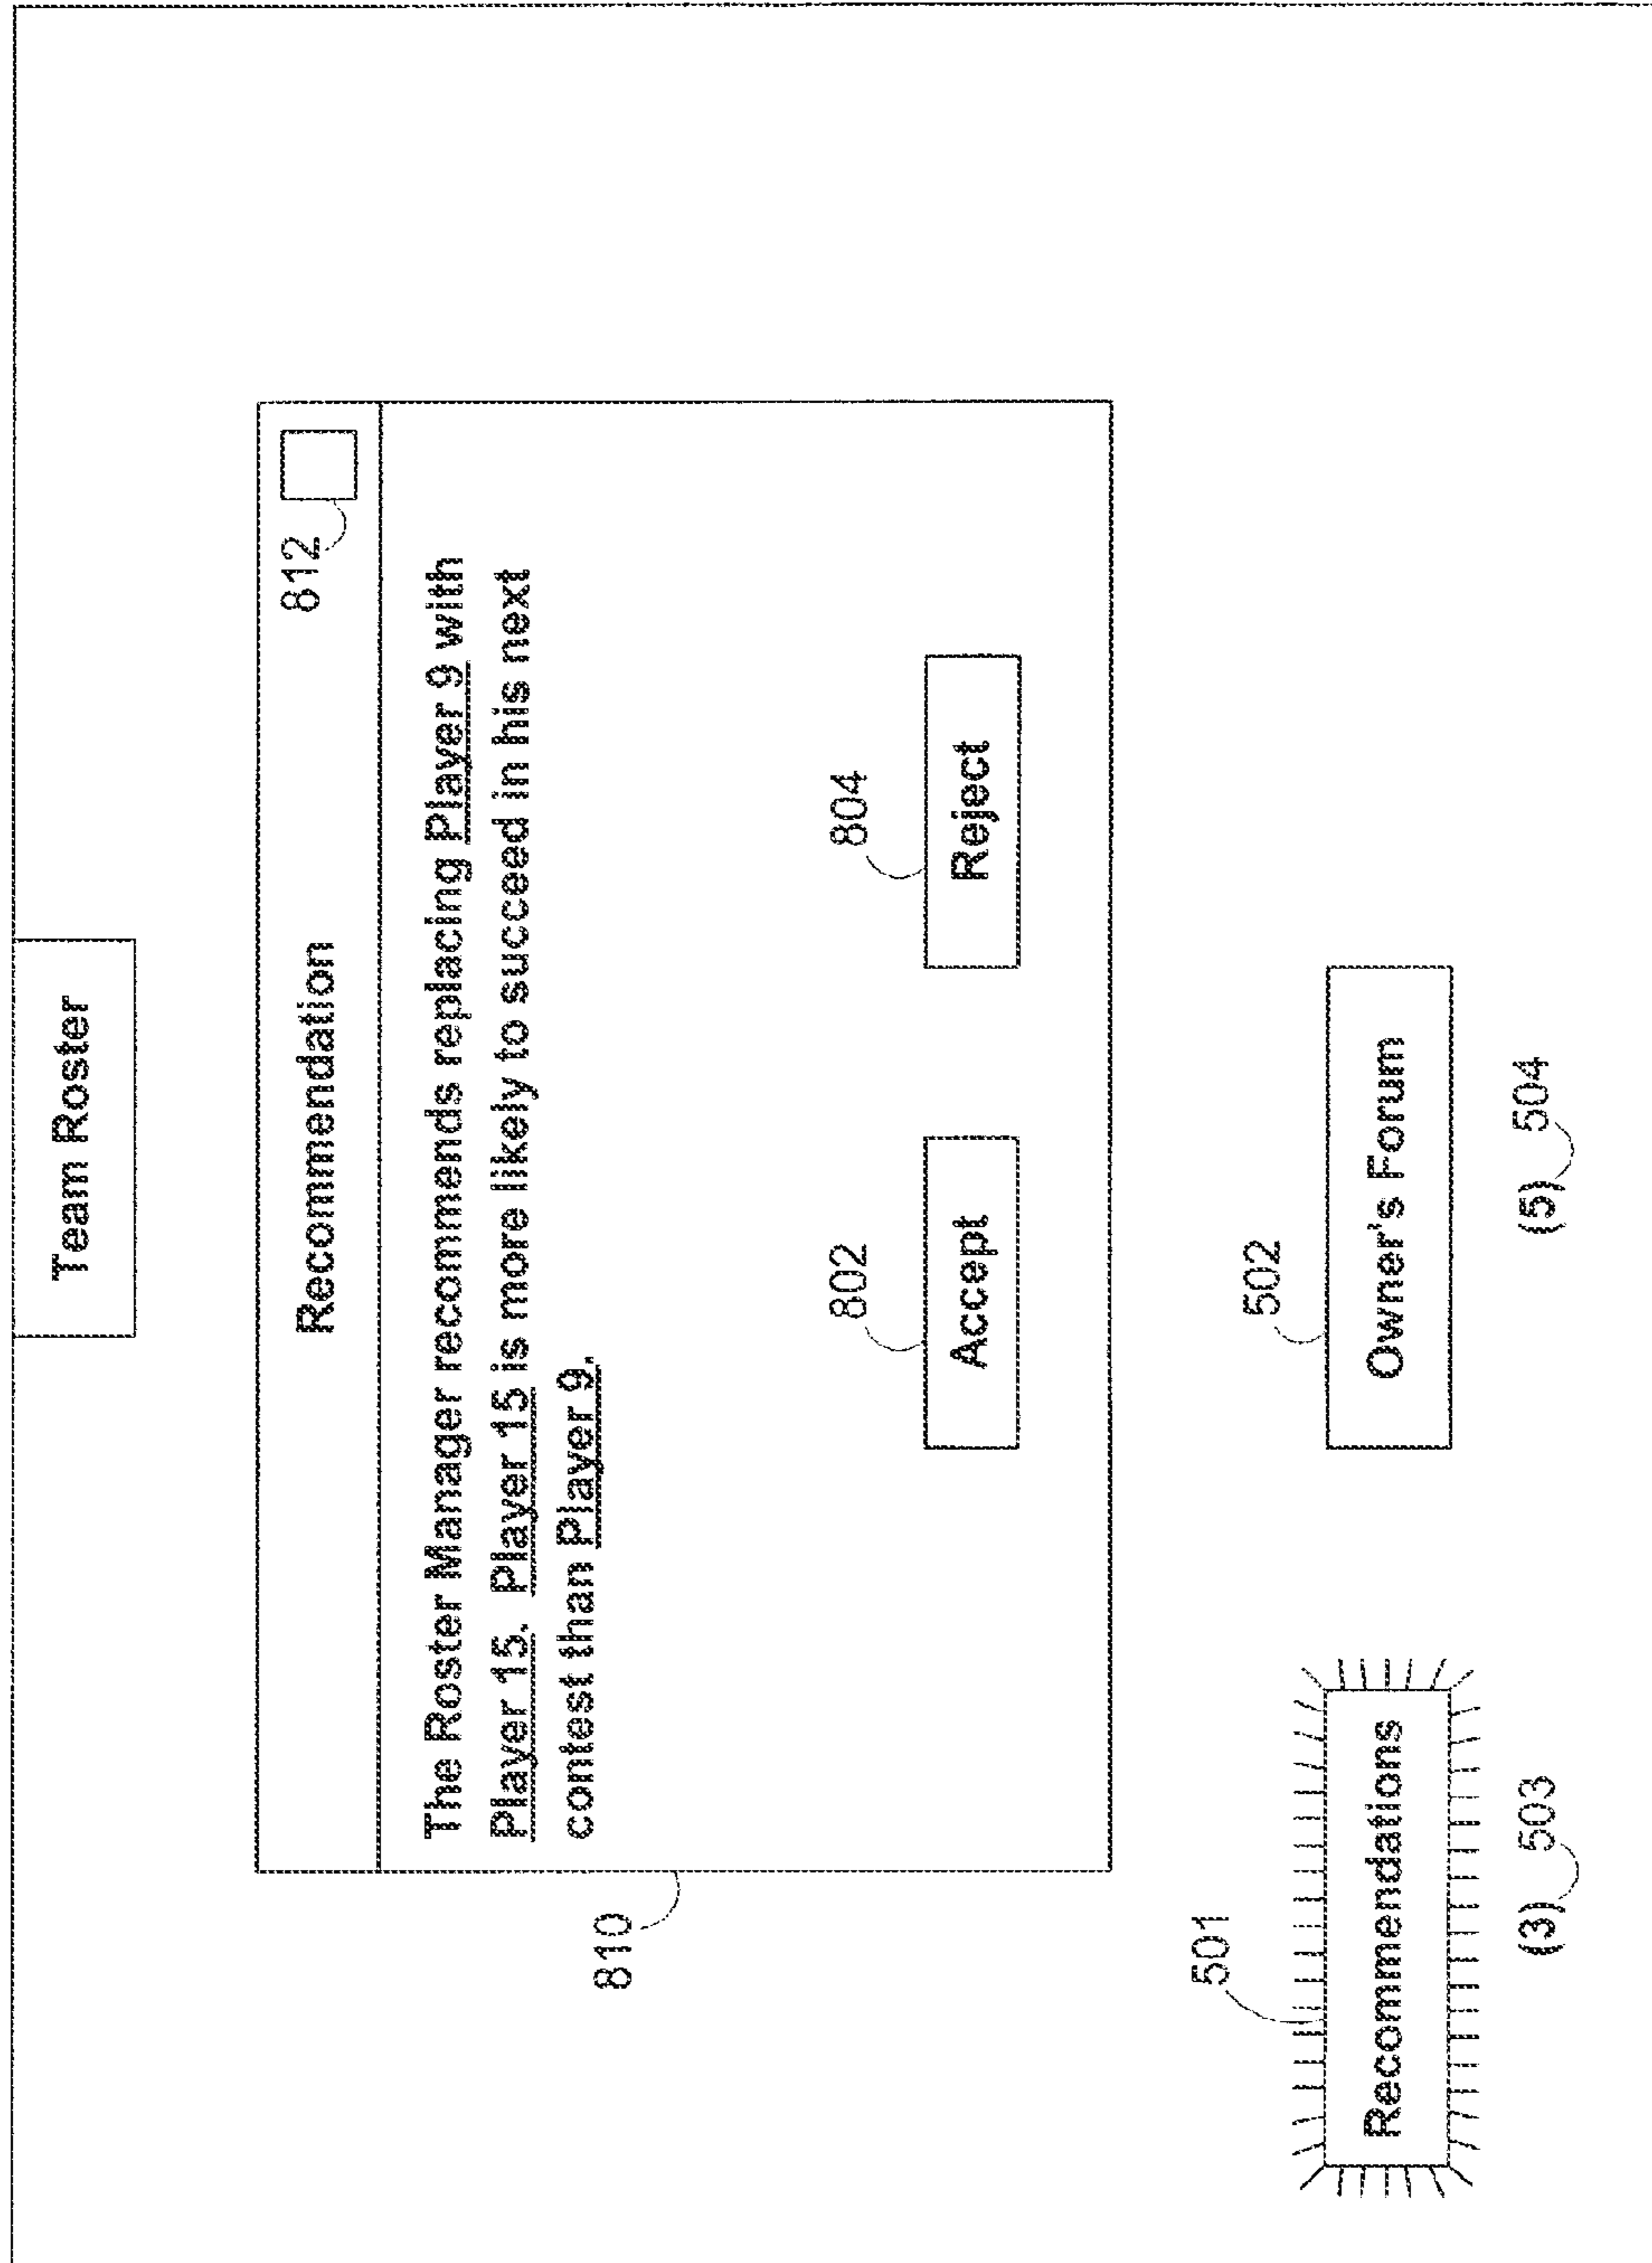 Team Roster
Recommendation
812
The Roster Manager recommends replacing Player 9 with
Player 15. Player 15 is more likely to succeed in his next
contest than Player 9.
810
802
804
Accept
Reject
501
502
Recommendations
Owner's Forum
(3) 503
(5) 504